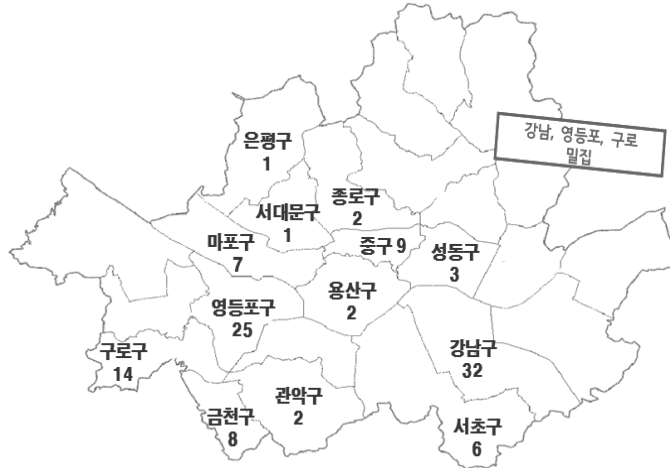 강남, 영등포, 구로
밀집
은평구
1
서대문구
1
종로구
2
마포구
7
중구 9
성동구
3
영등포구
25
용산구
2
구로구
14
강남구
32
금천구
8
관악구
2
서초구
6